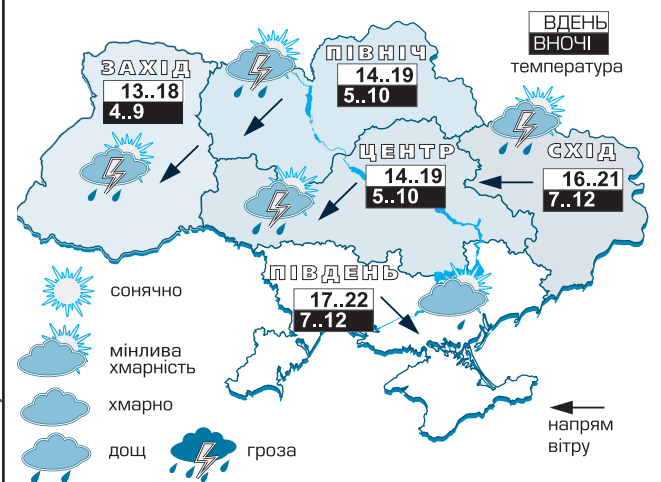 ВДЕНЬ
ВНОЧІ
температура
ЗАХІД
13..18
4..9
ПІВНІЧ
14..19
5..10
ЦЕНТР
14..19
5..10
СХІД
16..21
7..12
ПІВДЕНЬ
17..22
7..12
сонячно
мінлива
хмарність
хмарно
дощ
гроза
напрям
вітру